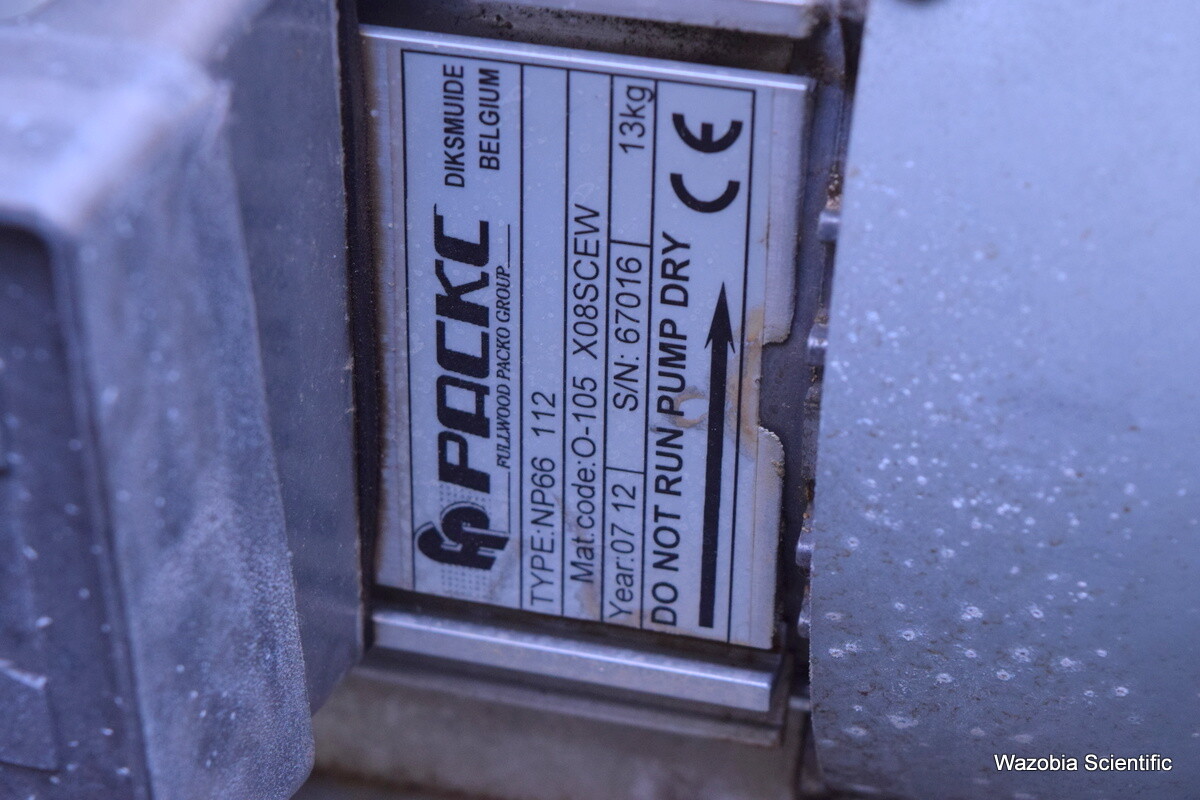 PACKO
DIKSMUIDE
BELGIUM
FULLWOOD PACKO GROUP
TYPE:NP66 112
Mat.code:O-105 X08SCEW
Year:07 12 S/N: 67016 13kg
DO NOT RUN PUMP DRY
CE
Wazobia Scientific